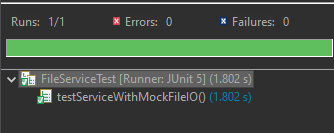 Runs: 1/1 Errors: 0 Failures: 0
FileServiceTest [Runner: JUnit 5] (1.802 s)
testServiceWithMockFileIO() (1.802 s)